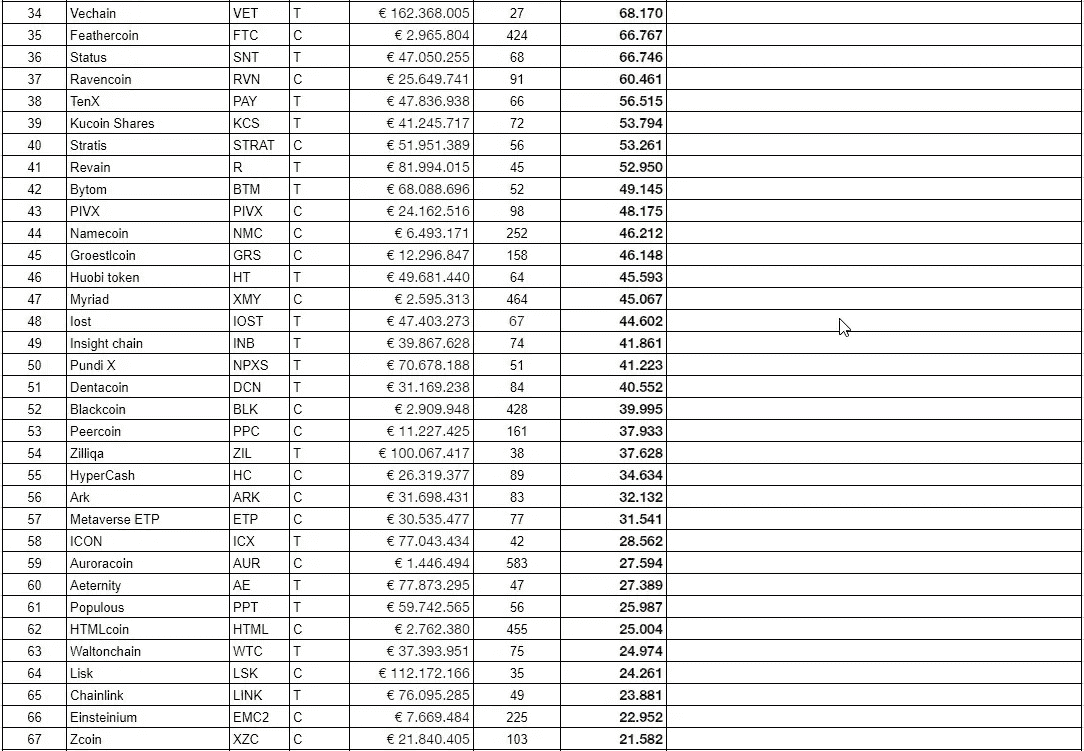 34 Vechain VET T € 162.368.005 27 68.170
35 Feathercoin FTC C € 2.965.804 424 66.767
36 Status SNT T € 47.050.255 68 66.746
37 Ravencoin RVN C € 25.649.741 91 60.461
38 TenX PAY T € 47.836.938 66 56.515
39 Kucoin Shares KCS T € 41.245.717 72 53.794
40 Stratis STRAT C € 51.951.389 56 53.261
41 Revain R T € 81.994.015 45 52.950
42 Bytom BTM T € 68.088.696 52 49.145
43 PIVX PIVX C € 24.162.516 98 48.175
44 Namecoin NMC C € 6.493.171 252 46.212
45 Groestlcoin GRS C € 12.296.847 158 46.148
46 Huobi token HT T € 49.681.440 64 45.593
47 Myriad XMY C € 2.595.313 464 45.067
48 Iost IOST T € 47.403.273 67 44.602
49 Insight chain INB T € 39.867.628 74 41.861
50 Pundi X NPXS T € 70.678.188 51 41.223
51 Dentacoin DCN T € 31.169.238 84 40.552
52 Blackcoin BLK C € 2.909.948 428 39.995
53 Peercoin PPC C € 11.227.425 161 37.933
54 Zilliqa ZIL T € 100.067.417 38 37.628
55 HyperCash HC C € 26.319.377 89 34.634
56 Ark ARK C € 31.698.431 83 32.132
57 Metaverse ETP ETP C € 30.535.477 77 31.541
58 ICON ICX T € 77.043.434 42 28.562
59 Auroracoin AUR C € 1.446.494 583 27.594
60 Aeternity AE T € 77.873.295 47 27.389
61 Populous PPT T € 59.742.565 56 25.987
62 HTMLcoin HTML C € 2.762.380 455 25.004
63 Waltonchain WTC T € 37.393.951 75 24.974
64 Lisk LSK C € 112.172.166 35 24.261
65 Chainlink LINK T € 76.095.285 49 23.881
66 Einsteinium EMC2 C € 7.669.484 225 22.952
67 Zcoin XZC C € 21.840.405 103 21.582